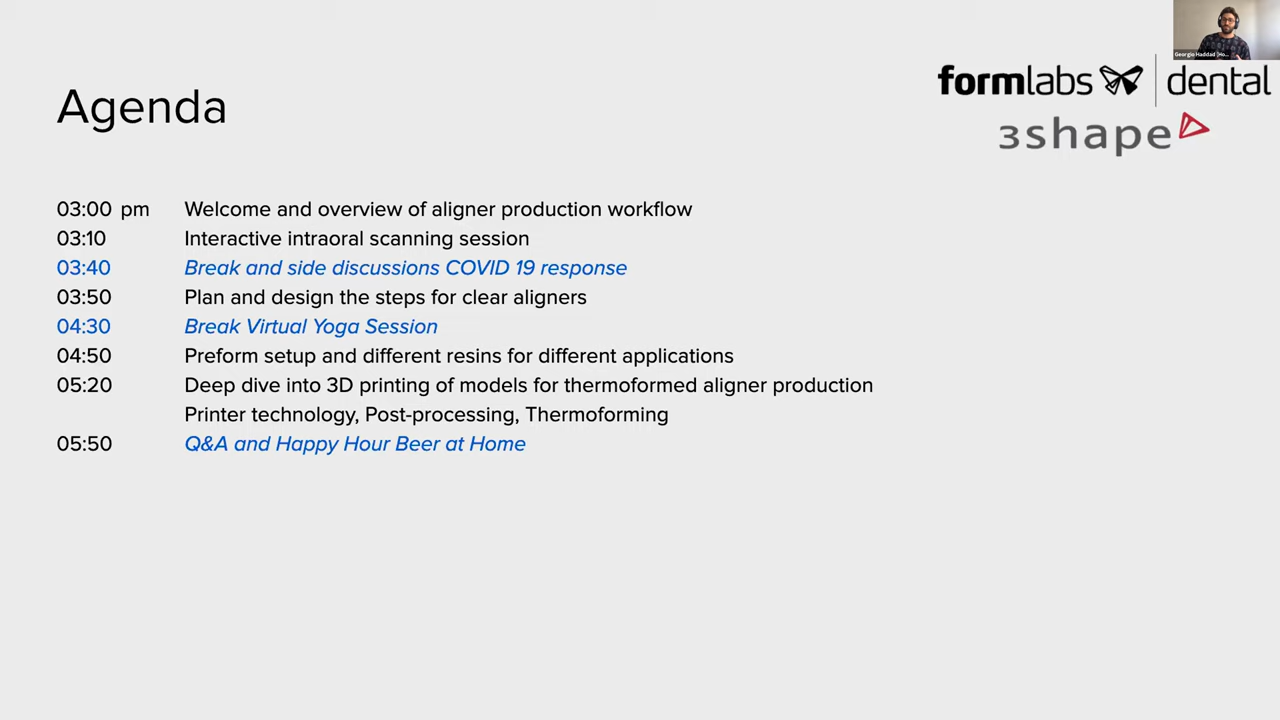 Georgio Haddad (Ho...
formlabs dental
3shape
Agenda
03:00 pm Welcome and overview of aligner production workflow
03:10 Interactive intraoral scanning session
03:40 Break and side discussions COVID 19 response
03:50 Plan and design the steps for clear aligners
04:30 Break Virtual Yoga Session
04:50 Preform setup and different resins for different applications
05:20 Deep dive into 3D printing of models for thermoformed aligner production
Printer technology, Post-processing, Thermoforming
05:50 Q&A and Happy Hour Beer at Home